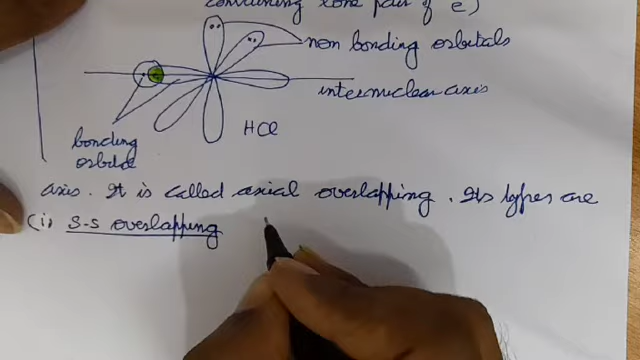 containing lone pair of e)
non bonding orbitals
internuclear axis
HCl
bonding
orbital
axis. It is called axial overlapping. Its types are
(i) S-S overlapping